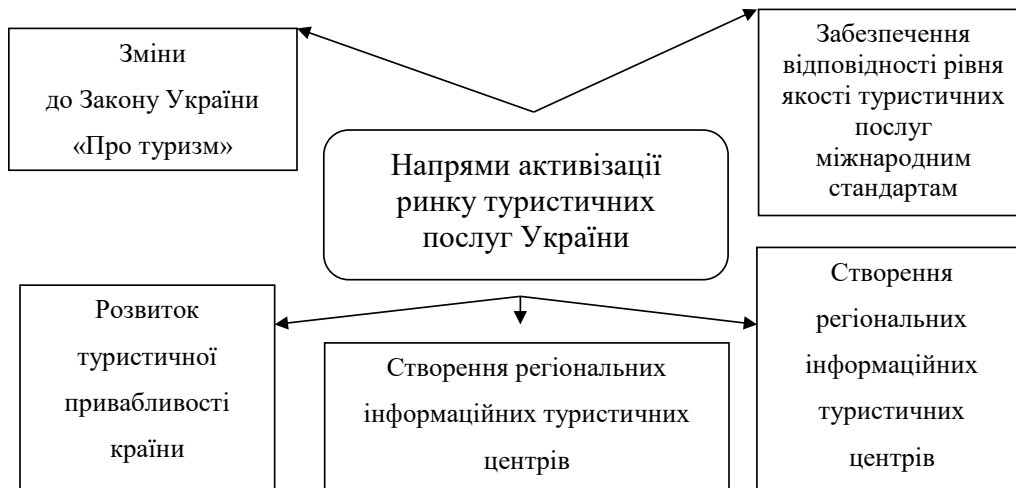 Зміни
до Закону України
«Про туризм»
Забезпечення
відповідності рівня
якості туристичних
послуг
міжнародним
стандартам
Напрями активізації
ринку туристичних
послуг України
Розвиток
туристичної
привабливості
країни
Створення регіональних
інформаційних туристичних
центрів
Створення
регіональних
інформаційних
туристичних
центрів